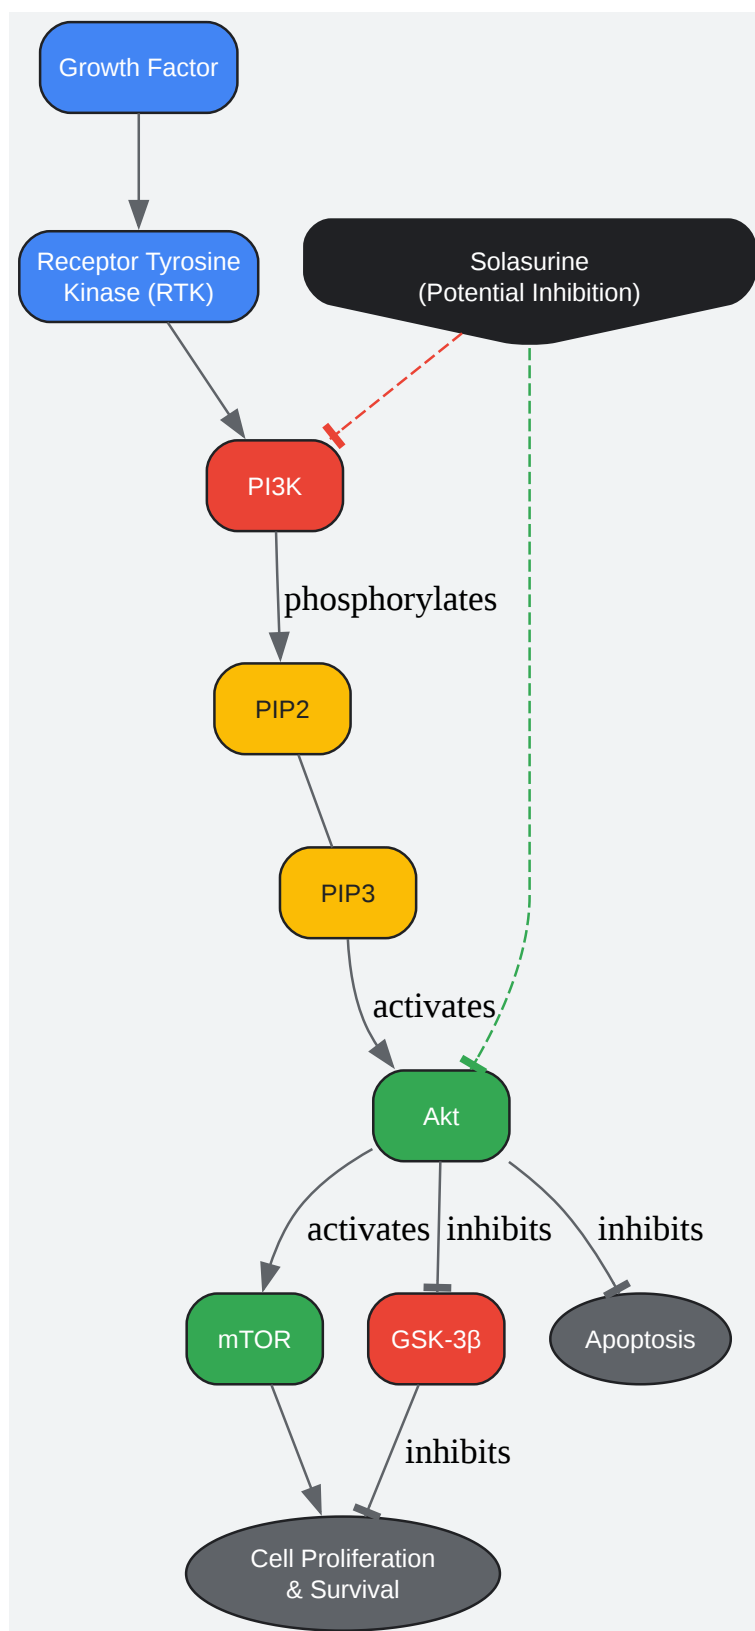 Growth Factor
Receptor Tyrosine
Kinase (RTK)
Solasurine
(Potential Inhibition)
PI3K
phosphorylates
PIP2
PIP3
activates
Akt
activates
inhibits
inhibits
mTOR
GSK-3β
Apoptosis
inhibits
Cell Proliferation
& Survival